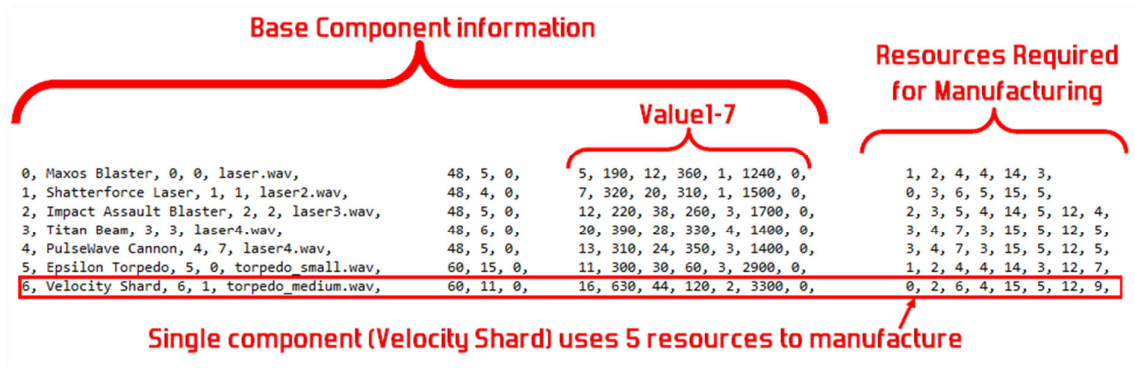 Base Component information
Resources Required
for Manufacturing
Value1-7
0, Maxos Blaster, 0, 0, laser.wav, 48, 5, 0, 5, 190, 12, 360, 1, 1240, 0, 1, 2, 4, 4, 14, 3,
1, Shatterforce Laser, 1, 1, laser2.wav, 48, 4, 0, 7, 320, 20, 310, 1, 1500, 0, 0, 3, 6, 5, 15, 5,
2, Impact Assault Blaster, 2, 2, laser3.wav, 48, 5, 0, 12, 220, 38, 260, 3, 1700, 0, 2, 3, 5, 4, 14, 5, 12, 4,
3, Titan Beam, 3, 3, laser4.wav, 48, 6, 0, 20, 390, 28, 330, 4, 1400, 0, 3, 4, 7, 3, 15, 5, 12, 5,
4, PulseWave Cannon, 4, 7, laser4.wav, 48, 5, 0, 13, 310, 24, 350, 3, 1400, 0, 3, 4, 7, 3, 15, 5, 12, 5,
5, Epsilon Torpedo, 5, 0, torpedo_small.wav, 60, 15, 0, 11, 300, 30, 60, 3, 2900, 0, 1, 2, 4, 4, 14, 3, 12, 7,
6, Velocity Shard, 6, 1, torpedo_medium.wav, 60, 11, 0, 16, 630, 44, 120, 2, 3300, 0, 0, 2, 6, 4, 15, 5, 12, 9,
Single component (Velocity Shard) uses 5 resources to manufacture